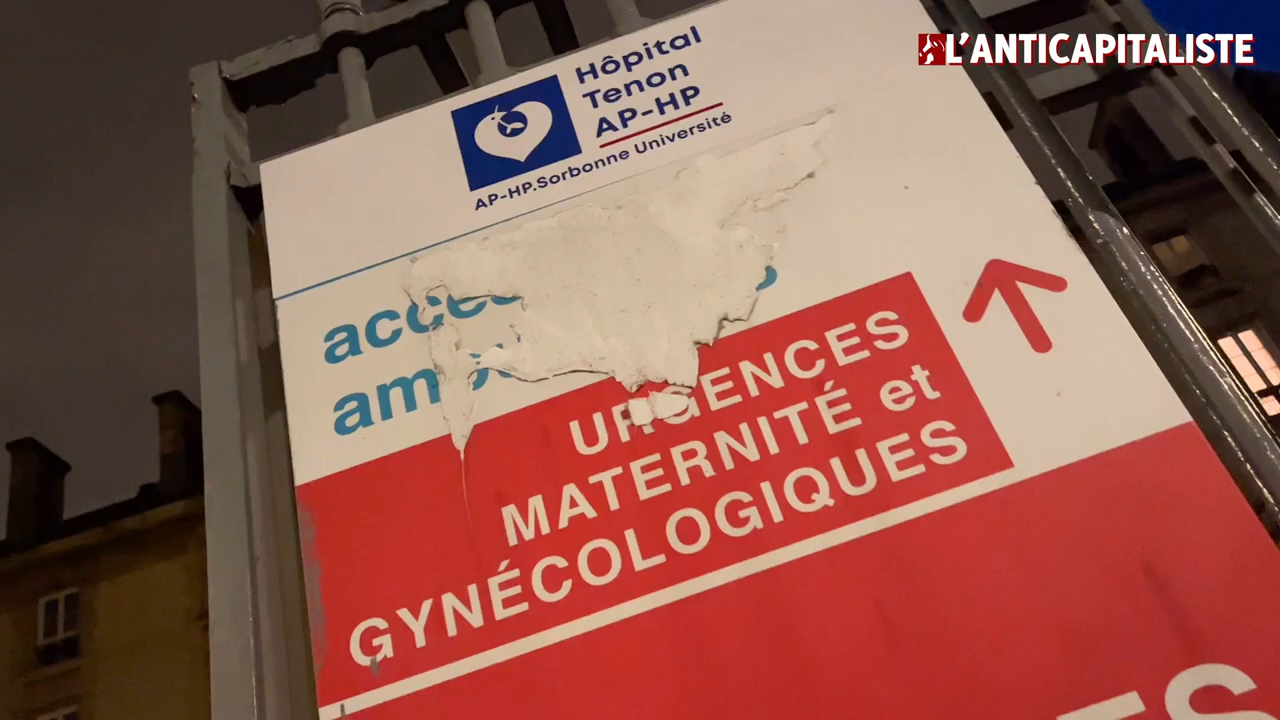 L'ANTICAPITALISTE
Hôpital
Tenon
AP-HP
AP-HP.Sorbonne Université
URGENCES
MATERNITÉ et
GYNÉCOLOGIQUES